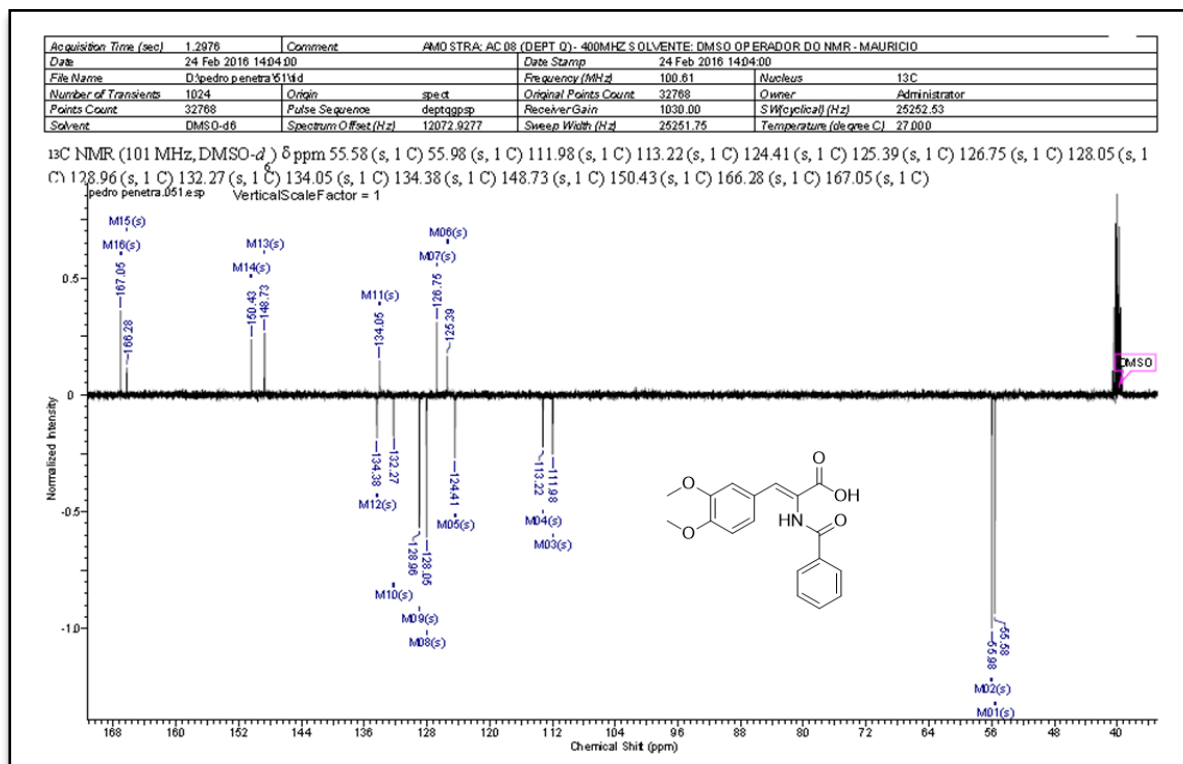 Acquisition Time (sec) 1.2976 Comment AMOSTRA: AC 08 (DEPT Q) - 400MHZ SOLVENTE: DMSO OPERADOR DO NMR - MAURICIO
Date 24 Feb 2016 14:04:00 Date Stamp 24 Feb 2016 14:04:00
File Name D:\pedro penetra\51\fid Frequency (MHz) 100.61 Nucleus 13C
Number of Transients 1024 Origin spect Original Points Count 32768 Owner Administrator
Points Count 32768 Pulse Sequence deptqgpsp Receiver Gain 1030.00 SW(cyclical) (Hz) 25252.53
Solvent DMSO-d6 Spectrum Offset (Hz) 12072.9277 Sweep Width (Hz) 25251.75 Temperature (degree C) 27.000
13C NMR (101 MHz, DMSO-d6) δ ppm 55.58 (s, 1 C) 55.98 (s, 1 C) 111.98 (s, 1 C) 113.22 (s, 1 C) 124.41 (s, 1 C) 125.39 (s, 1 C) 126.75 (s, 1 C) 128.05 (s, 1
C) 128.96 (s, 1 C) 132.27 (s, 1 C) 134.05 (s, 1 C) 134.38 (s, 1 C) 148.73 (s, 1 C) 150.43 (s, 1 C) 166.28 (s, 1 C) 167.05 (s, 1 C)
pedro penetra.051.esp VerticalScaleFactor = 1
M15(s)
M16(s)
M13(s)
M14(s)
M06(s)
M07(s)
M11(s)
167.05
166.28
150.43
148.73
134.05
126.75
125.39
0.5
0
-0.5
-1.0
Normalized Intensity
DMSO
134.38
132.27
128.96
128.05
124.41
113.22
111.98
55.98
55.58
M12(s)
M05(s)
M04(s)
M03(s)
M10(s)
M09(s)
M08(s)
M02(s)
M01(s)
O
O
O
OH
NH
O
168 160 152 144 136 128 120 112 104 96 88 80 72 64 56 48 40
Chemical Shift (ppm)